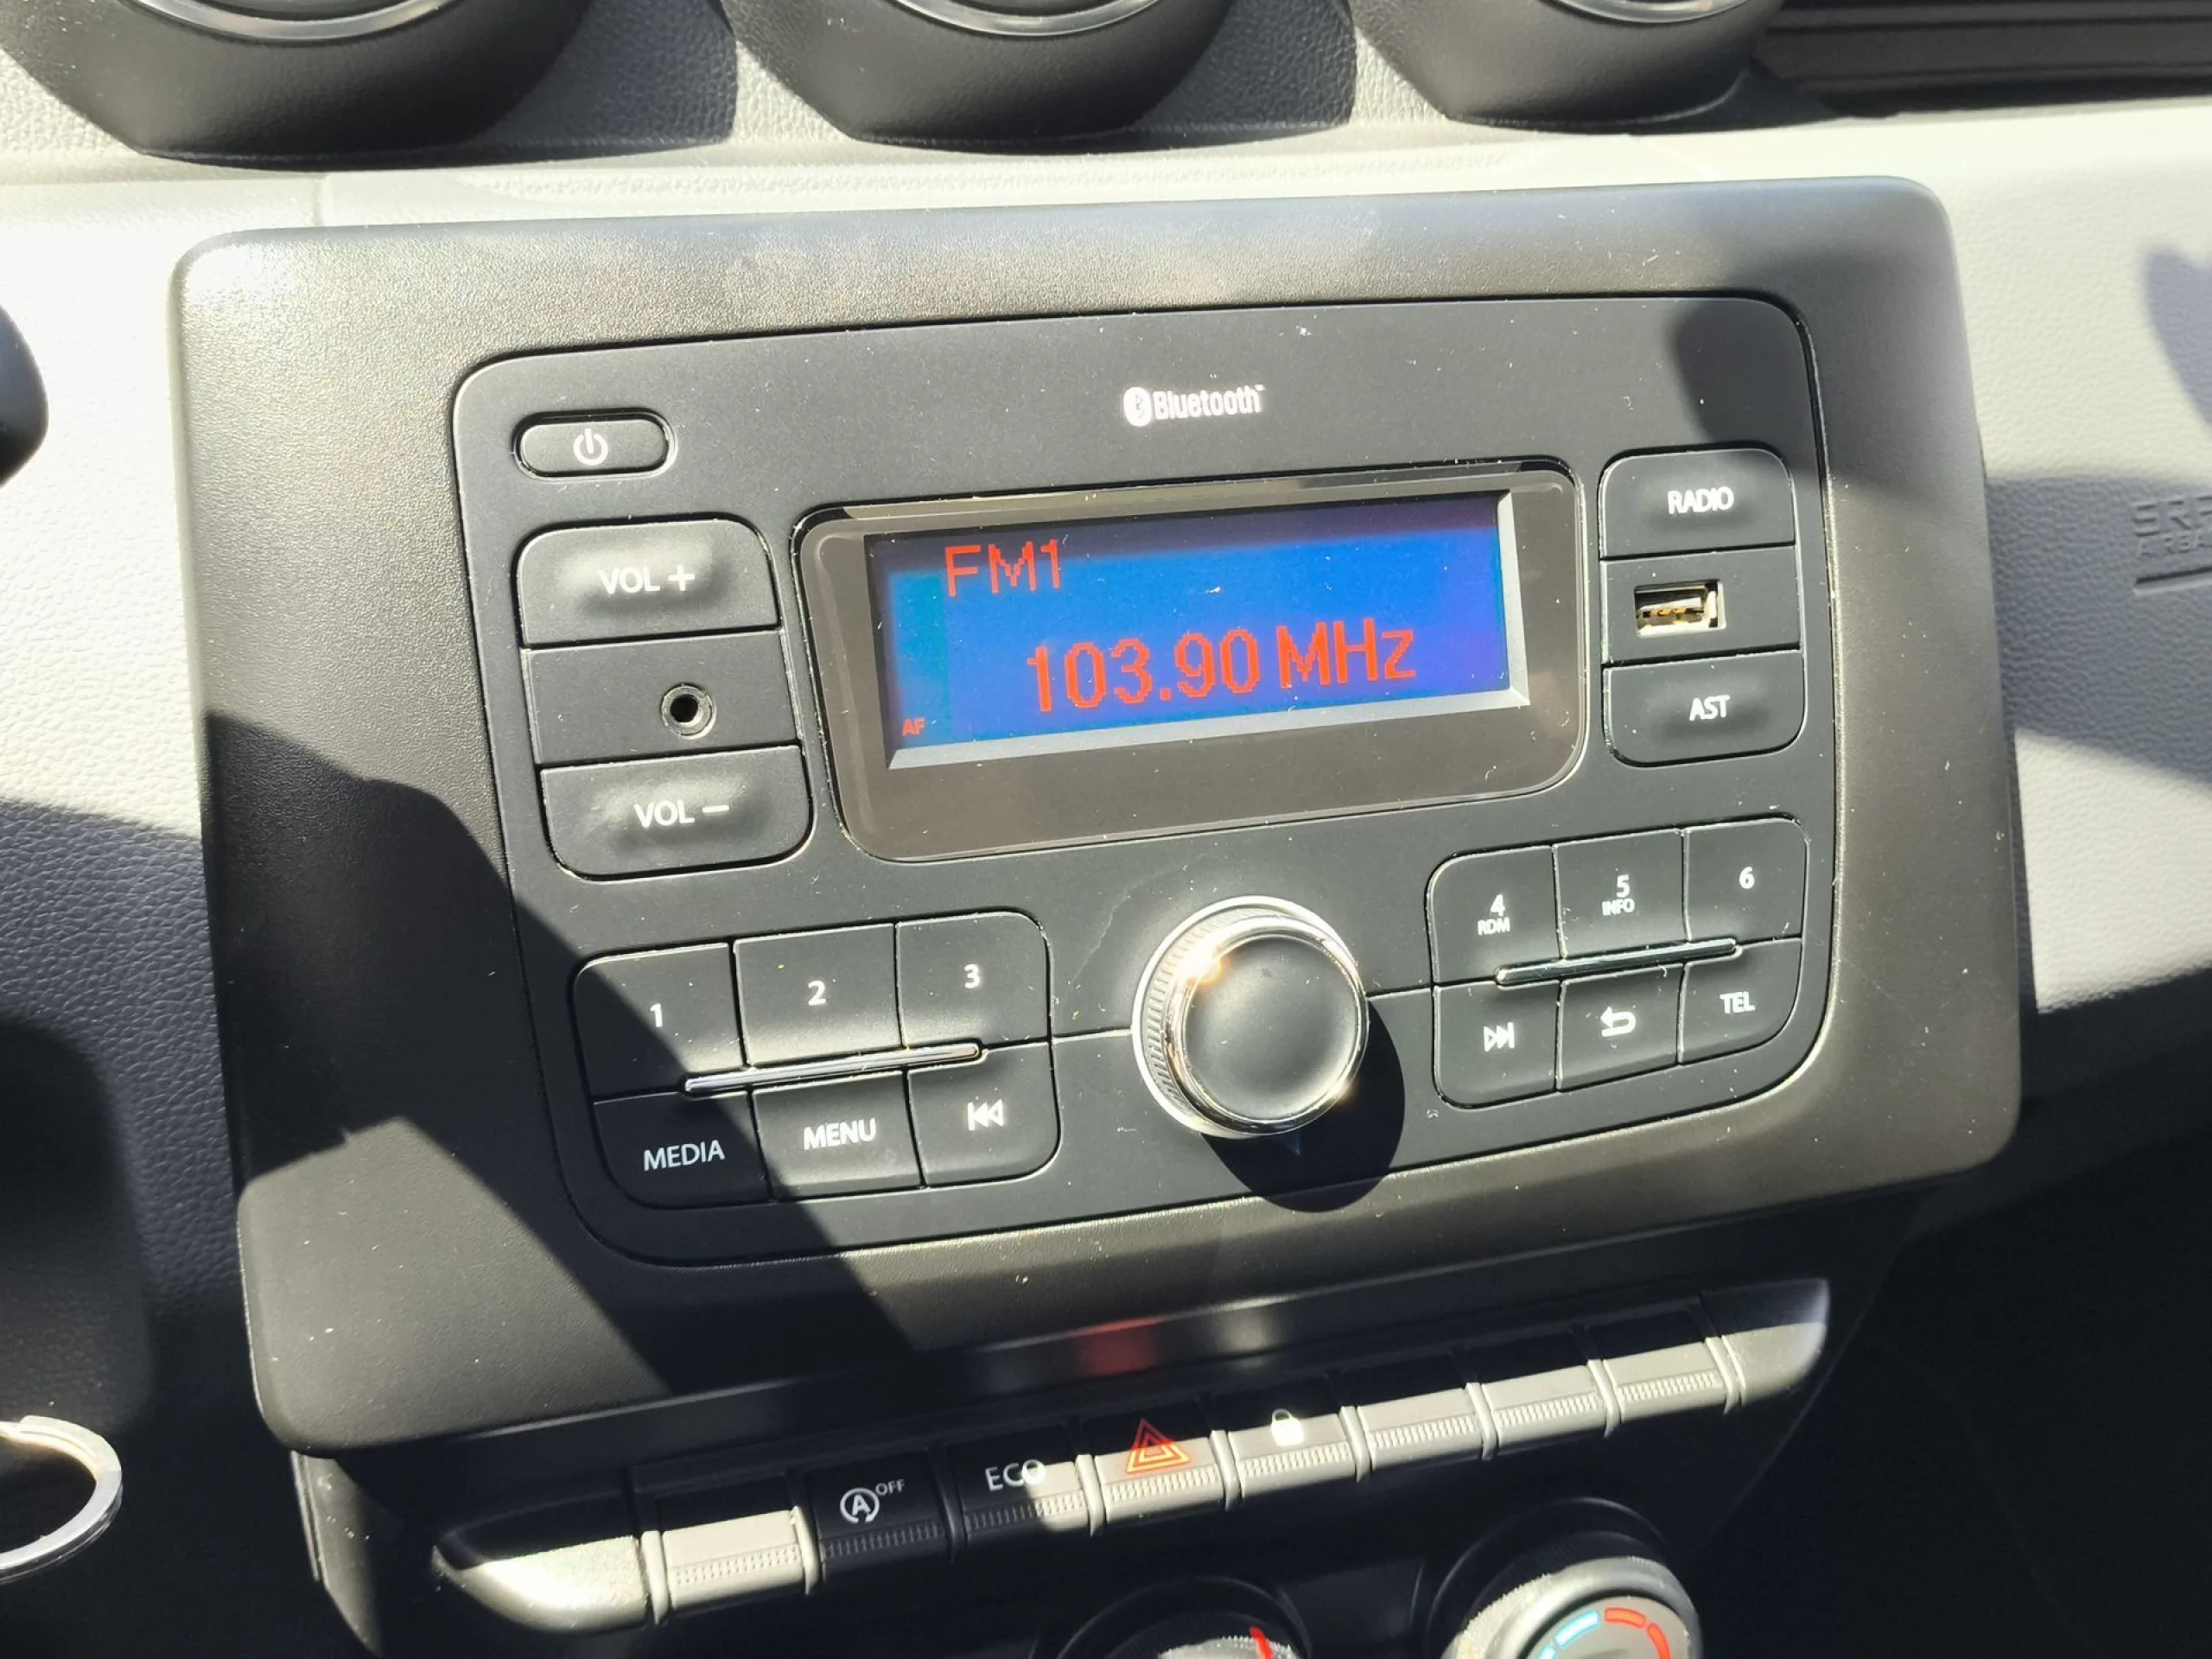 Bluetooth
RADIO
VOL +
FM1
103.90 MHz
AF
AST
VOL −
1
2
3
4
RDM
5
INFO
6
MEDIA
MENU
TEL
A OFF
ECO